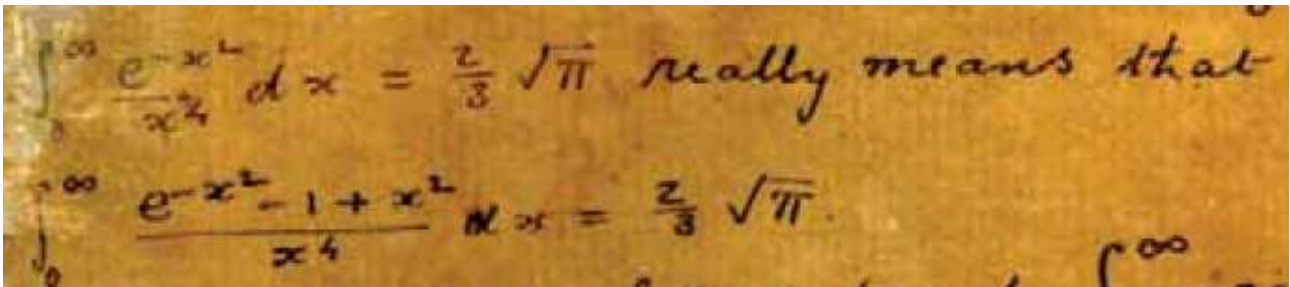 ∫₀^∞ e^{-x²}/x⁴ dx = 2/3 √π really means that
∫₀^∞ (e^{-x²} - 1 + x²)/x⁴ dx = 2/3 √π.
∫^∞